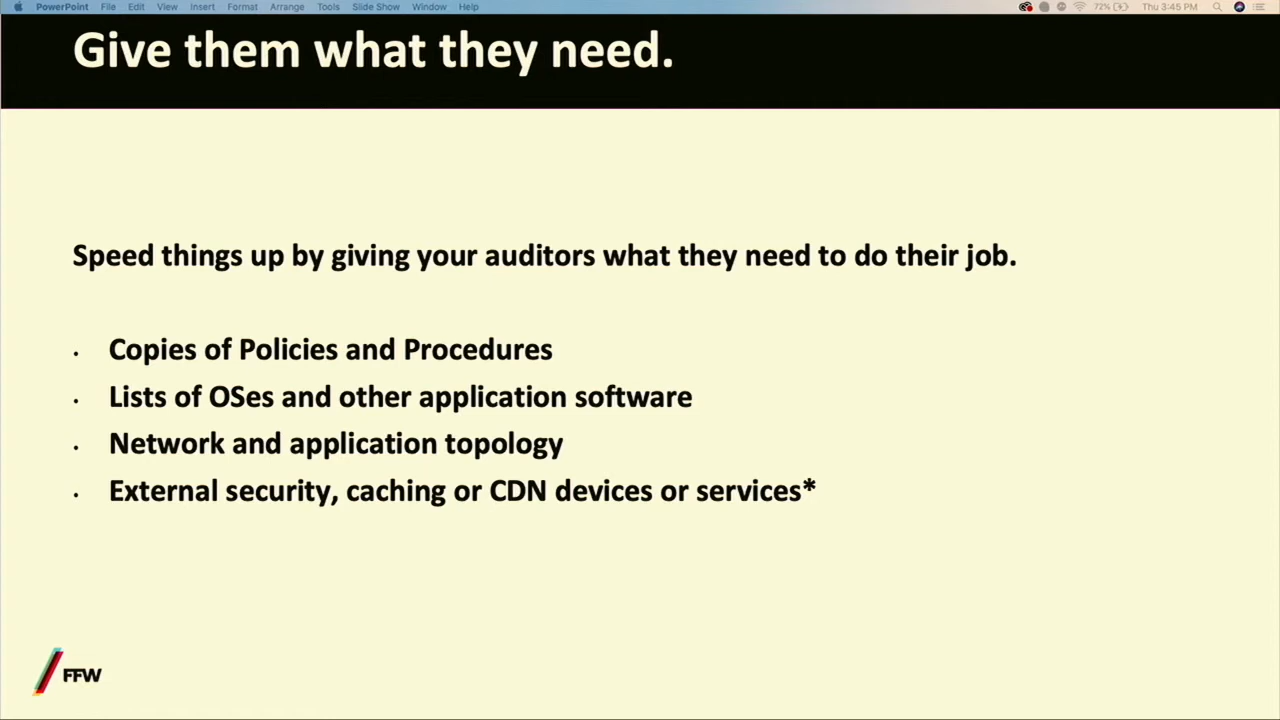 PowerPoint File Edit View Insert Format Arrange Tools Slide Show Window Help 72% Thu 3:45 PM
Give them what they need.
Speed things up by giving your auditors what they need to do their job.
• Copies of Policies and Procedures
• Lists of OSes and other application software
• Network and application topology
• External security, caching or CDN devices or services*
FFW